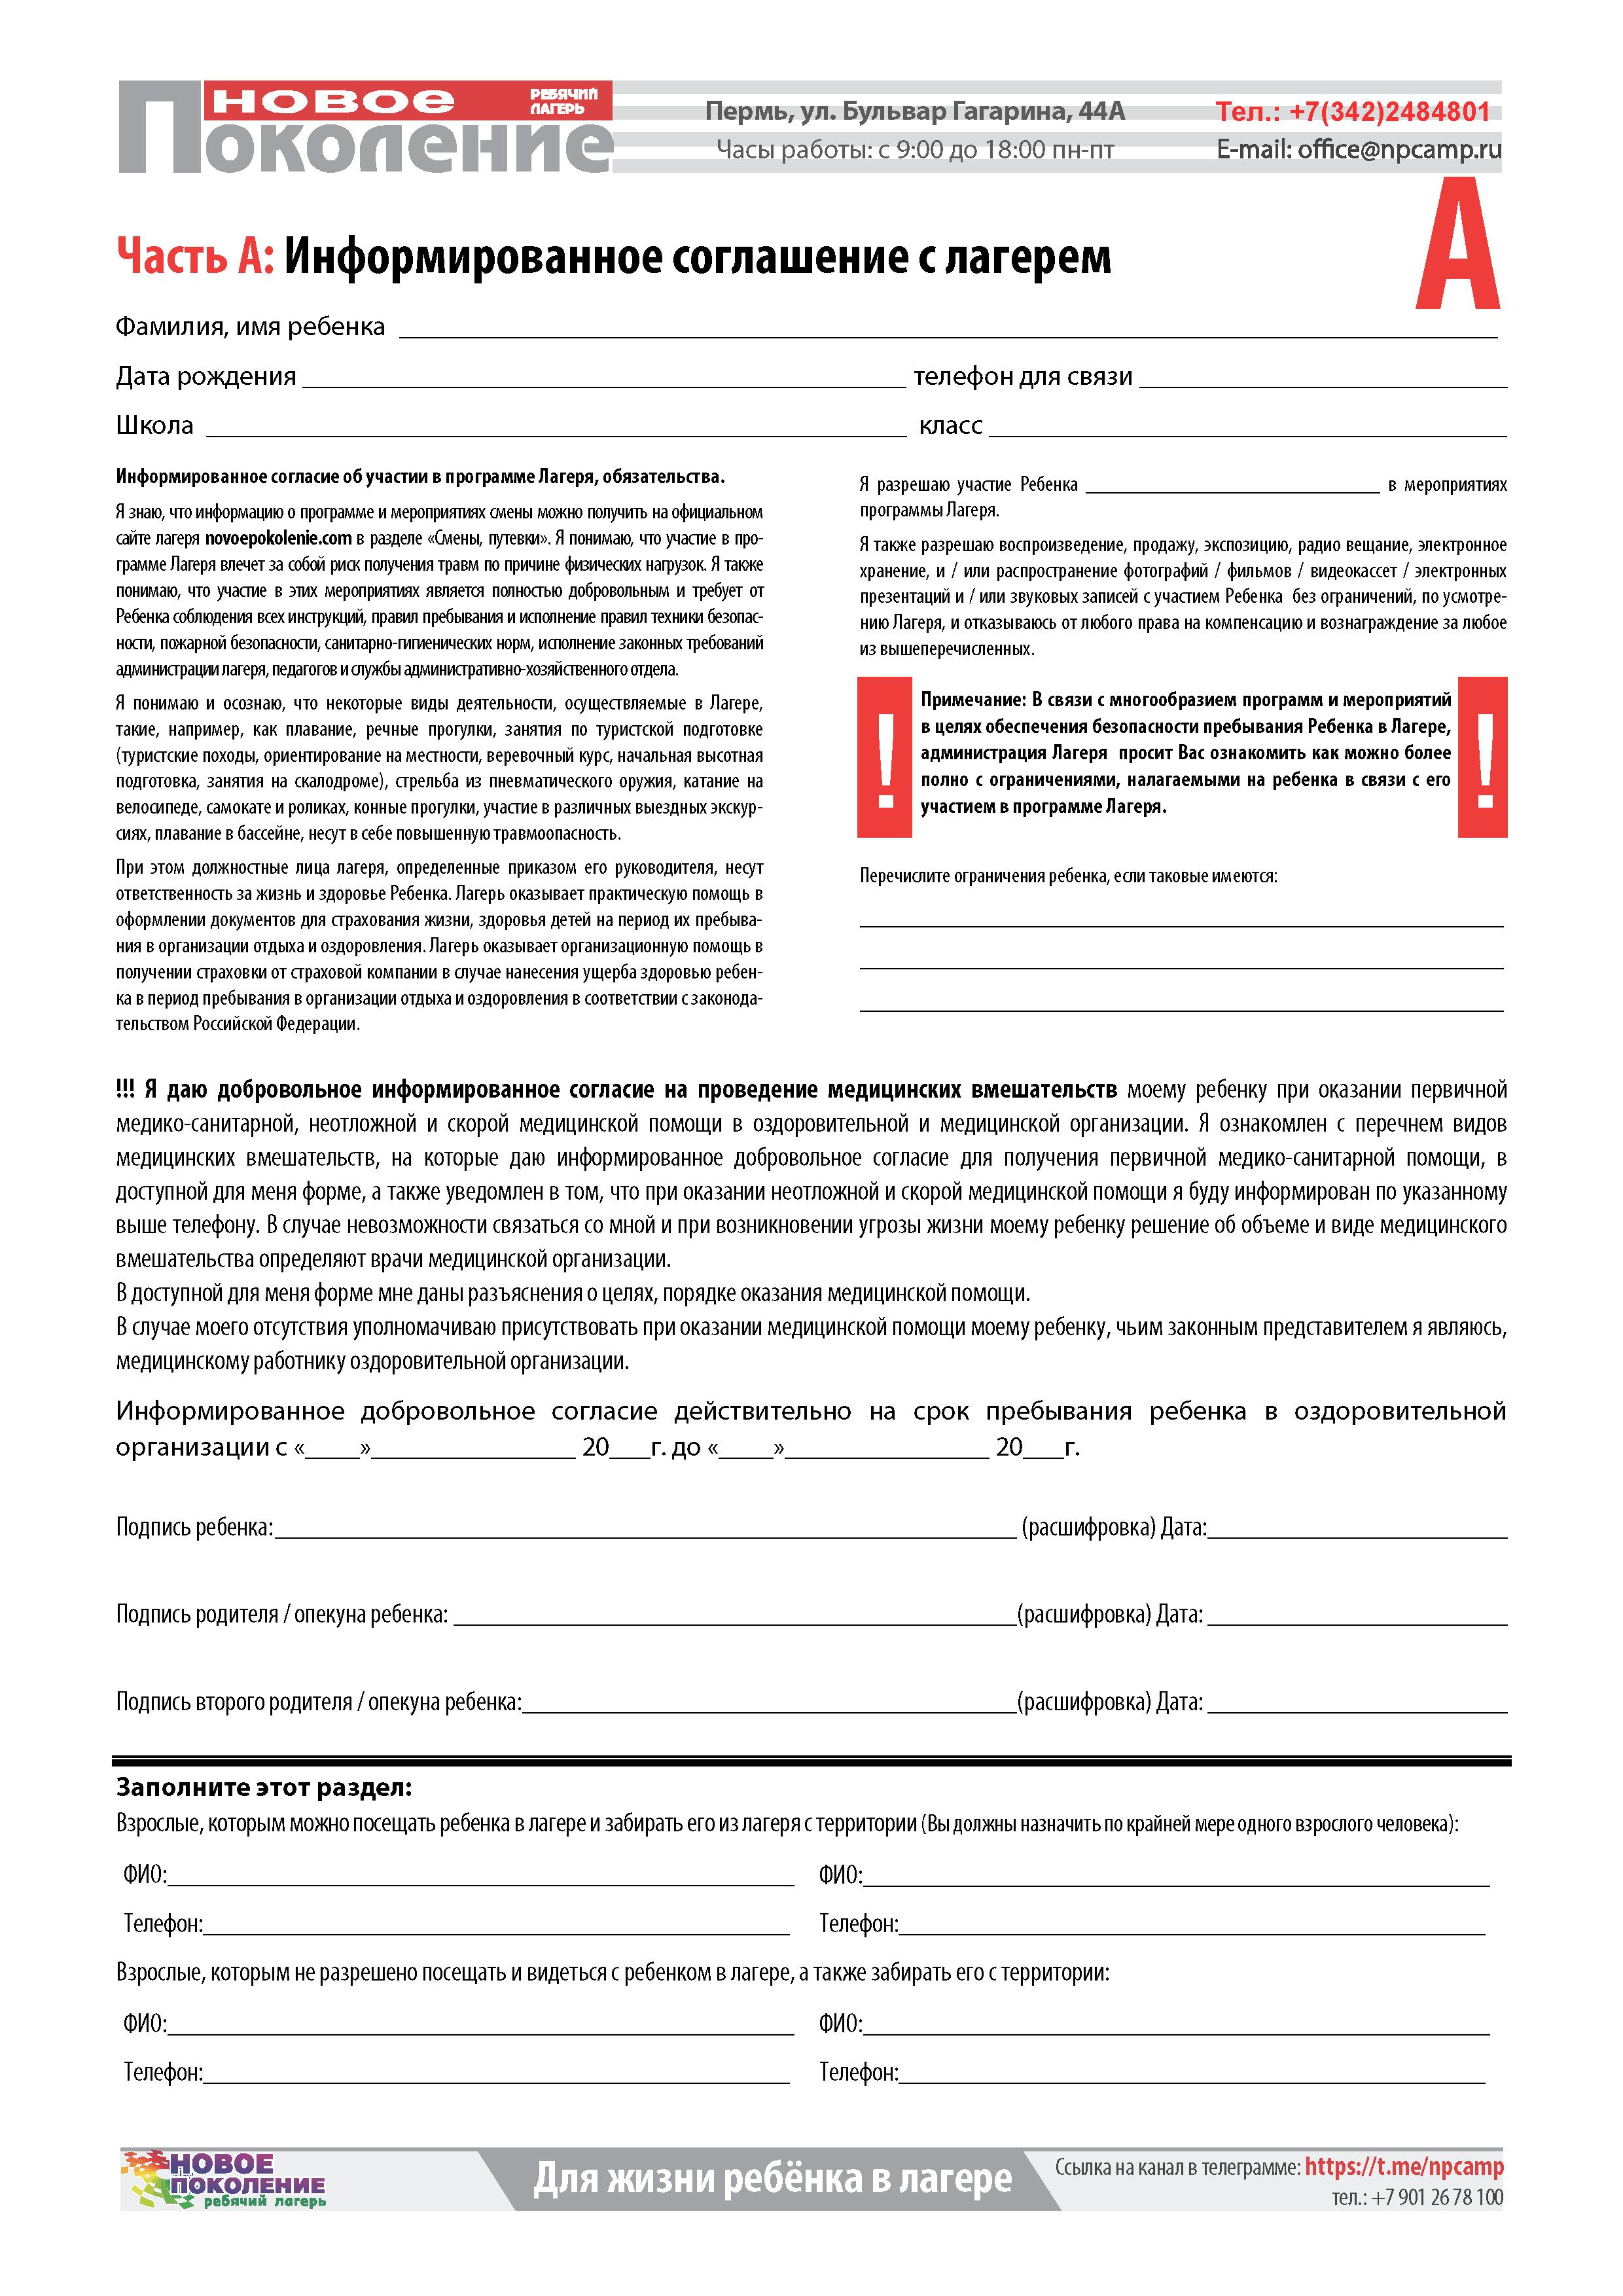 Поколение НОВОЕ РЕБЯЧИЙ ЛАГЕРЬ
Пермь, ул. Бульвар Гагарина, 44А Тел.: +7(342)2484801
Часы работы: с 9:00 до 18:00 пн-пт E-mail: office@npcamp.ru
А
Часть А: Информированное соглашение с лагерем
Фамилия, имя ребенка ____________________
Дата рождения ____________________ телефон для связи ____________________
Школа ____________________ класс ____________________
Информированное согласие об участии в программе Лагеря, обязательства.
Я знаю, что информацию о программе и мероприятиях смены можно получить на официальном
сайте лагеря novoepokolenie.com в разделе «Смены, путевки». Я понимаю, что участие в про-
грамме Лагеря влечет за собой риск получения травм по причине физических нагрузок. Я также
понимаю, что участие в этих мероприятиях является полностью добровольным и требует от
Ребенка соблюдения всех инструкций, правил пребывания и исполнение правил техники безопас-
ности, пожарной безопасности, санитарно-гигиенических норм, исполнение законных требований
администрации лагеря, педагогов и службы административно-хозяйственного отдела.
Я понимаю и осознаю, что некоторые виды деятельности, осуществляемые в Лагере,
такие, например, как плавание, речные прогулки, занятия по туристской подготовке
(туристские походы, ориентирование на местности, веревочный курс, начальная высотная
подготовка, занятия на скалодроме), стрельба из пневматического оружия, катание на
велосипеде, самокате и роликах, конные прогулки, участие в различных выездных экскур-
сиях, плавание в бассейне, несут в себе повышенную травмоопасность.
При этом должностные лица лагеря, определенные приказом его руководителя, несут
ответственность за жизнь и здоровье Ребенка. Лагерь оказывает практическую помощь в
оформлении документов для страхования жизни, здоровья детей на период их пребыва-
ния в организации отдыха и оздоровления. Лагерь оказывает организационную помощь в
получении страховки от страховой компании в случае нанесения ущерба здоровью ребен-
ка в период пребывания в организации отдыха и оздоровления в соответствии с законода-
тельством Российской Федерации.
Я разрешаю участие Ребенка ____________________ в мероприятиях
программы Лагеря.
Я также разрешаю воспроизведение, продажу, экспозицию, радио вещание, электронное
хранение, и / или распространение фотографий / фильмов / видеокассет / электронных
презентаций и / или звуковых записей с участием Ребенка без ограничений, по усмотре-
нию Лагеря, и отказываюсь от любого права на компенсацию и вознаграждение за любое
из вышеперечисленных.
! Примечание: В связи с многообразием программ и мероприятий !
в целях обеспечения безопасности пребывания Ребенка в Лагере,
администрация Лагеря просит Вас ознакомить как можно более
полно с ограничениями, налагаемыми на ребенка в связи с его
участием в программе Лагеря.
Перечислите ограничения ребенка, если таковые имеются:
____________________
____________________
____________________
!!! Я даю добровольное информированное согласие на проведение медицинских вмешательств моему ребенку при оказании первичной
медико-санитарной, неотложной и скорой медицинской помощи в оздоровительной и медицинской организации. Я ознакомлен с перечнем видов
медицинских вмешательств, на которые даю информированное добровольное согласие для получения первичной медико-санитарной помощи, в
доступной для меня форме, а также уведомлен в том, что при оказании неотложной и скорой медицинской помощи я буду информирован по указанному
выше телефону. В случае невозможности связаться со мной и при возникновении угрозы жизни моему ребенку решение об объеме и виде медицинского
вмешательства определяют врачи медицинской организации.
В доступной для меня форме мне даны разъяснения о целях, порядке оказания медицинской помощи.
В случае моего отсутствия уполномачиваю присутствовать при оказании медицинской помощи моему ребенку, чьим законным представителем я являюсь,
медицинскому работнику оздоровительной организации.
Информированное добровольное согласие действительно на срок пребывания ребенка в оздоровительной
организации с «____»_______________ 20___г. до «____»_______________ 20___г.
Подпись ребенка:____________________ (расшифровка) Дата:____________________
Подпись родителя / опекуна ребенка: ____________________(расшифровка) Дата: ____________________
Подпись второго родителя / опекуна ребенка:____________________(расшифровка) Дата: ____________________
Заполните этот раздел:
Взрослые, которым можно посещать ребенка в лагере и забирать его из лагеря с территории (Вы должны назначить по крайней мере одного взрослого человека):
ФИО:____________________ ФИО:____________________
Телефон:____________________ Телефон:____________________
Взрослые, которым не разрешено посещать и видеться с ребенком в лагере, а также забирать его с территории:
ФИО:____________________ ФИО:____________________
Телефон:____________________ Телефон:____________________
НОВОЕ
ПОКОЛЕНИЕ
ребячий лагерь
Для жизни ребёнка в лагере
Ссылка на канал в телеграмме: https://t.me/npcamp
тел.: +7 901 26 78 100